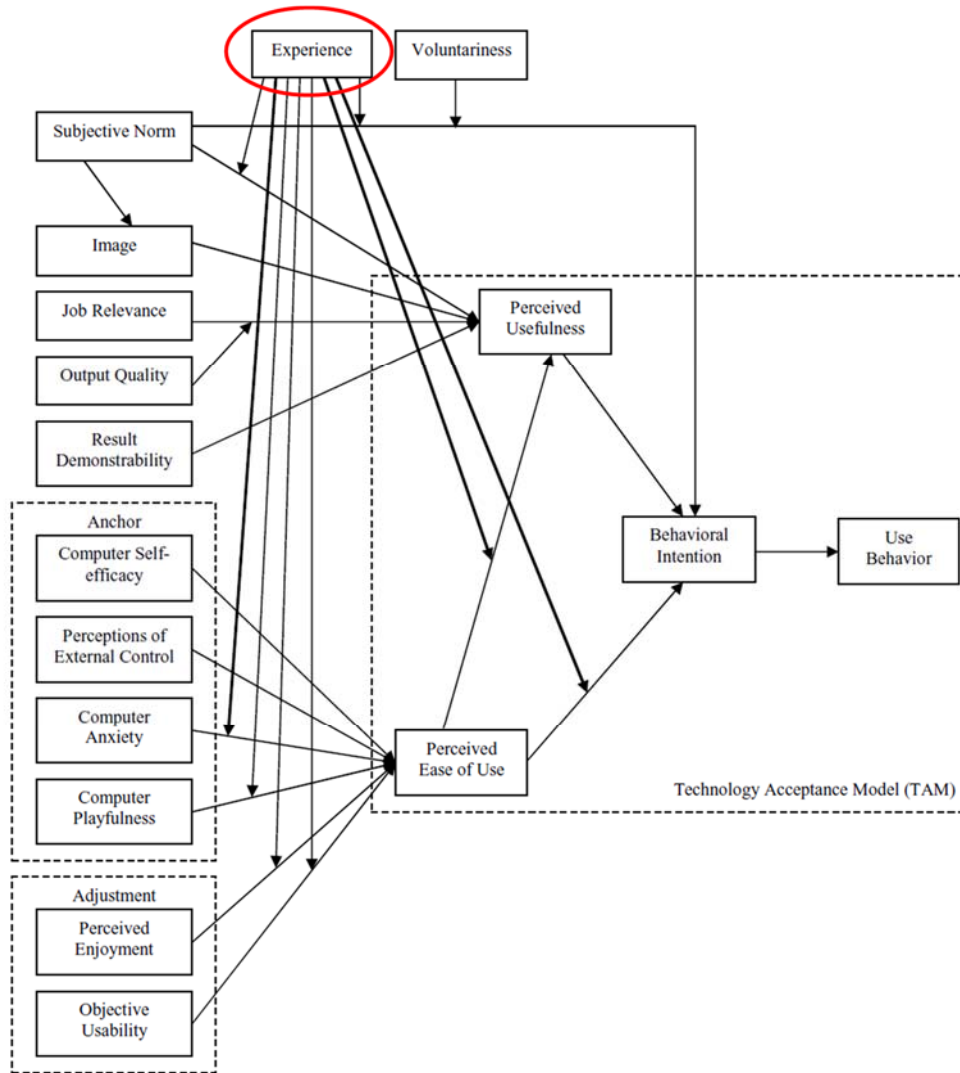 Experience
Voluntariness
Subjective Norm
Image
Job Relevance
Perceived
Usefulness
Output Quality
Result
Demonstrability
Anchor
Computer Self-
efficacy
Behavioral
Intention
Use
Behavior
Perceptions of
External Control
Computer
Anxiety
Perceived
Ease of Use
Computer
Playfulness
Technology Acceptance Model (TAM)
Adjustment
Perceived
Enjoyment
Objective
Usability